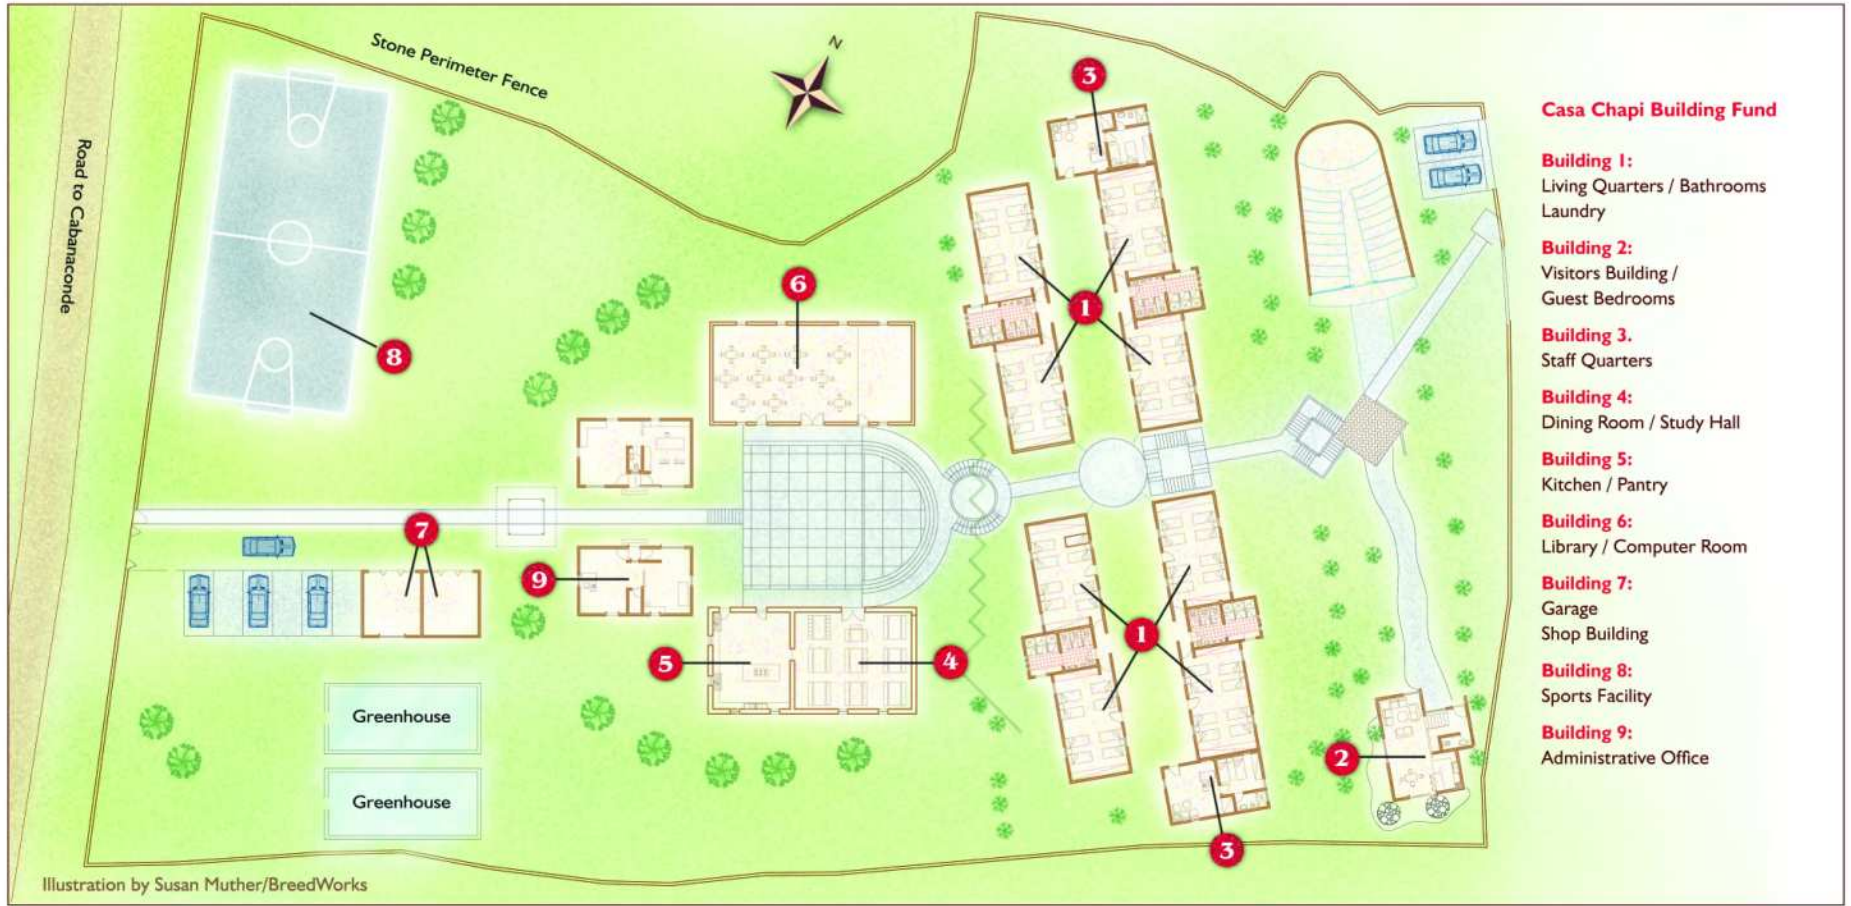 Stone Perimeter Fence
N
Road to Cabanaconde
3
6
1
8
7
9
5
4
1
2
3
Greenhouse
Greenhouse
Illustration by Susan Muther/BreedWorks
Casa Chapi Building Fund
Building 1:
Living Quarters / Bathrooms
Laundry
Building 2:
Visitors Building /
Guest Bedrooms
Building 3.
Staff Quarters
Building 4:
Dining Room / Study Hall
Building 5:
Kitchen / Pantry
Building 6:
Library / Computer Room
Building 7:
Garage
Shop Building
Building 8:
Sports Facility
Building 9:
Administrative Office